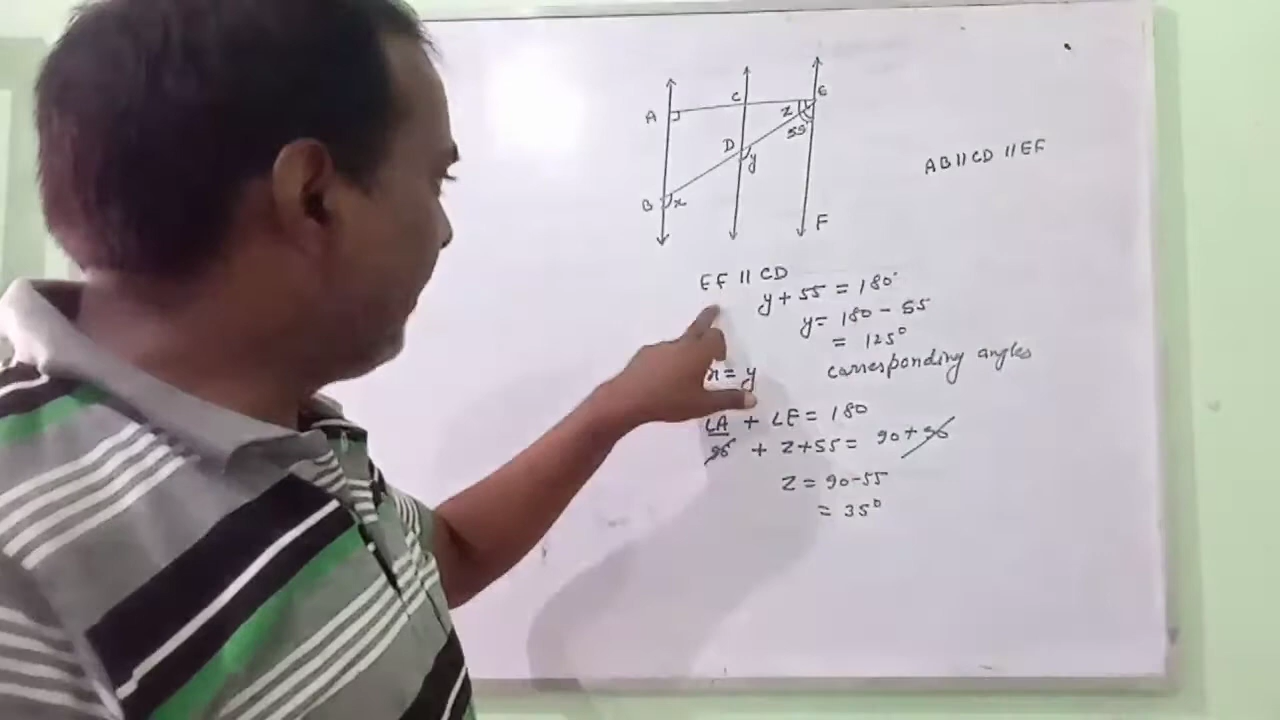 A
C
E
Z
55°
D
y
B
x
F
AB || CD || EF
EF || CD
y + 55 = 180°
y = 180 - 55
= 125°
x = y
corresponding angles
∠A + ∠E = 180
90 + Z + 55 = 90 + 90
Z = 90 - 55
= 35°